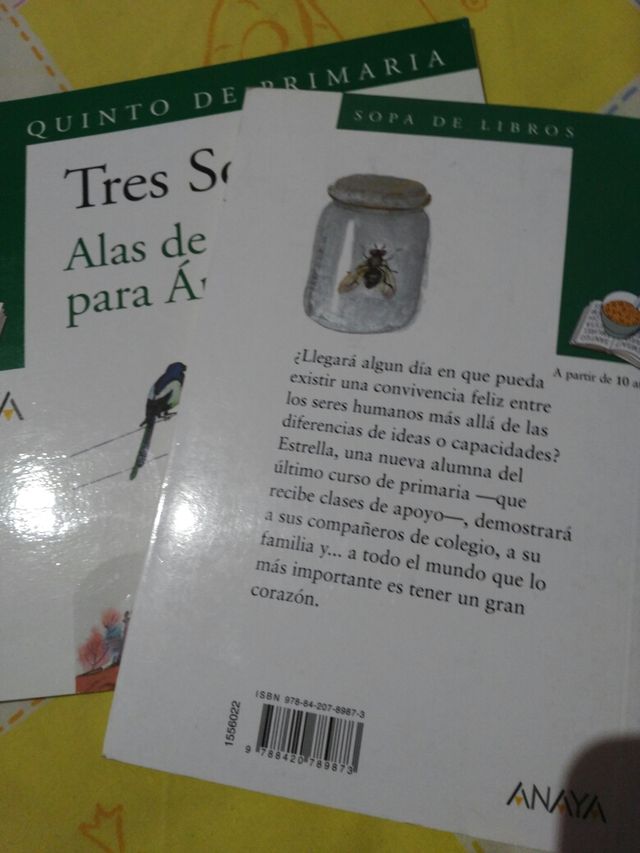 QUINTO DE PRIMARIA
Tres
Alas de
para
SOPA DE LIBROS
¿Llegará algun día en que pueda
existir una convivencia feliz entre
los seres humanos más allá de las
diferencias de ideas o capacidades?
Estrella, una nueva alumna del
último curso de primaria —que
recibe clases de apoyo—, demostrará
a sus compañeros de colegio, a su
familia y... a todo el mundo que lo
más importante es tener un gran
corazón.
A partir de 10
ISBN 978-84-207-8987-3
1556022
9 788420 789873
ANAYA